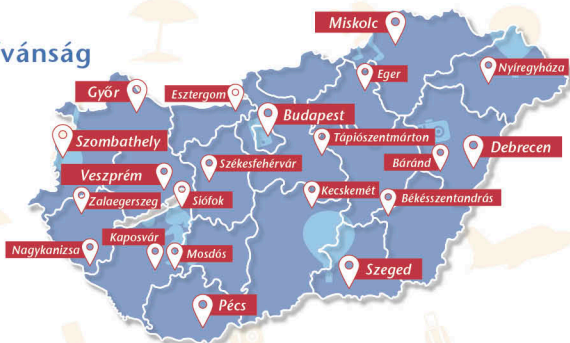 Miskolc
vánság
Eger
Nyíregyháza
Győr
Esztergom
Budapest
Szombathely
Tápiószentmárton
Debrecen
Székesfehérvár
Báránd
Veszprém
Zalaegerszeg
Siófok
Kecskemét
Békésszentandrás
Kaposvár
Nagykanizsa
Mosdós
Szeged
Pécs